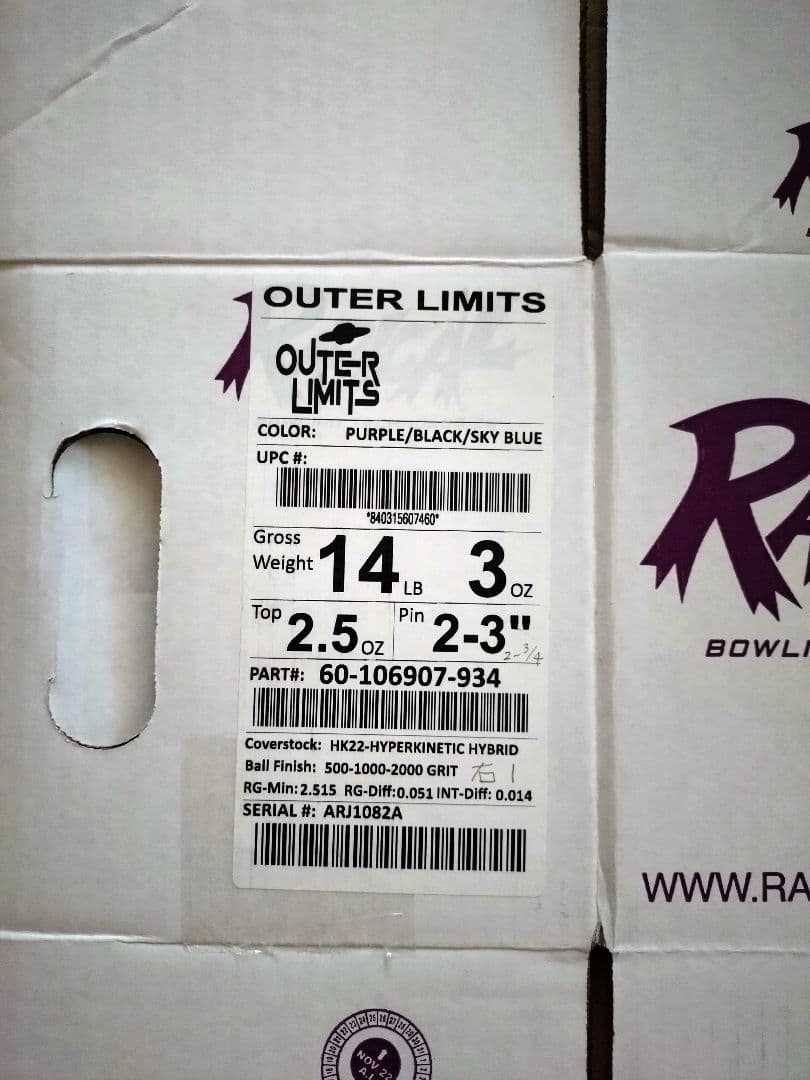 OUTER LIMITS
OUTER
LIMITS
COLOR: PURPLE/BLACK/SKY BLUE
UPC #:
*840315607460*
Gross
Weight 14 LB 3 OZ
Top 2.5 OZ Pin 2-3"
2-3/4
PART#: 60-106907-934
Coverstock: HK22-HYPERKINETIC HYBRID
Ball Finish: 500-1000-2000 GRIT 右 1
RG-Min: 2.515 RG-Diff:0.051 INT-Diff: 0.014
SERIAL #: ARJ1082A
RA
BOWLI
WWW.RA
NOV 22